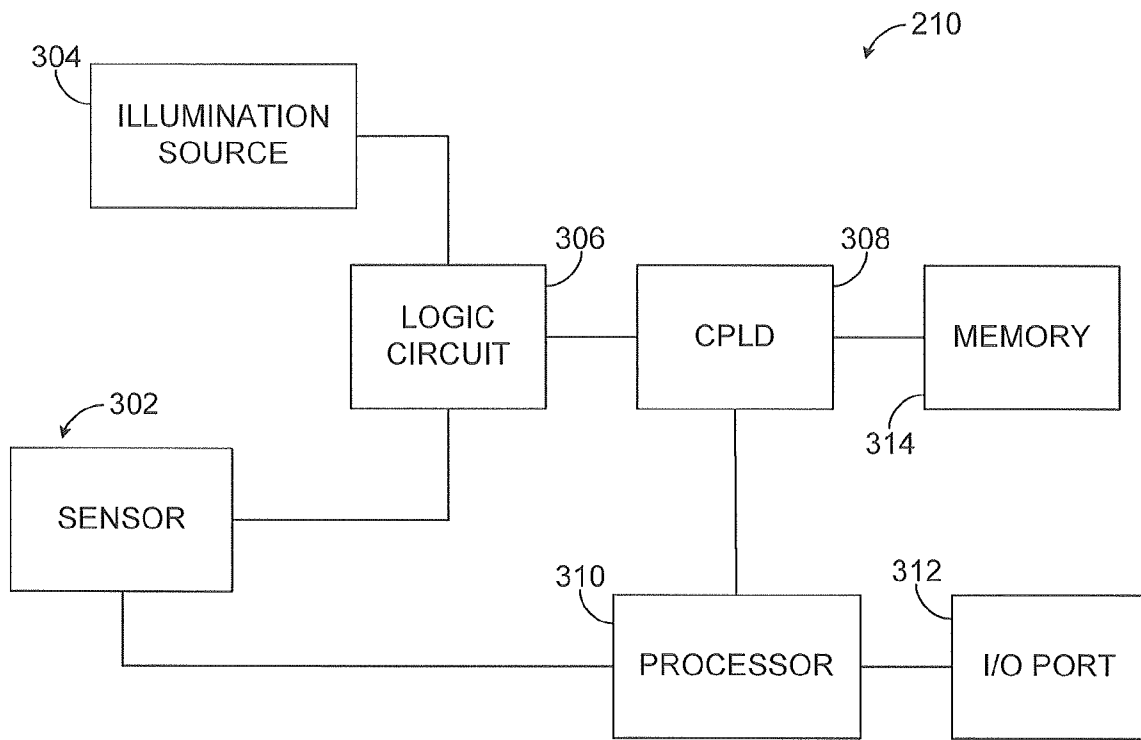 210
304
ILLUMINATION
SOURCE
306
308
LOGIC
CIRCUIT
CPLD
MEMORY
302
314
SENSOR
310
312
PROCESSOR
I/O PORT